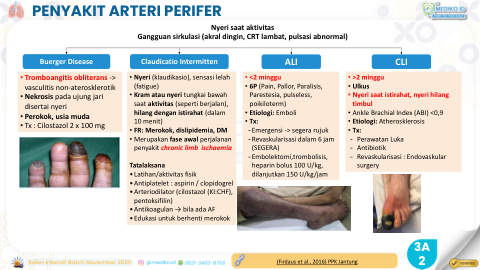 PENYAKIT ARTERI PERIFER
Nyeri saat aktivitas
Gangguan sirkulasi (akral dingin, CRT lambat, pulsasi abnormal)
Buerger Disease
• Tromboangitis obliterans ->
vasculitis non-aterosklerotik
• Nekrosis pada ujung jari
disertai nyeri
• Perokok, usia muda
• Tx : Cilostazol 2 x 100 mg
Claudicatio Intermitten
• Nyeri (klaudikasio), sensasi lelah
(fatigue)
• Kram atau nyeri tungkai bawah
saat aktivitas (seperti berjalan),
hilang dengan istirahat (dalam
10 menit)
• FR: Merokok, dislipidemia, DM
• Merupakan fase awal perjalanan
penyakit chronic limb ischaemia
Tatalaksana
• Latihan/aktivitas fisik
• Antiplatelet : aspirin / clopidogrel
• Arteriodilator (cilostazol (KI:CHF),
pentoksifilin)
• Antikoagulan -> bila ada AF
• Edukasi untuk berhenti merokok
ALI
• <2 minggu
• 6P (Pain, Pallor, Paralisis,
Parestesia, pulseless,
poikiloterm)
• Etiologi: Emboli
• Tx:
– Emergensi -> segera rujuk
– Revaskularisasi dalam 6 jam
(SEGERA)
– Embolektomi,trombolisis,
heparin bolus 100 U/kg,
dilanjutkan 150 U/kg/jam
CLI
• >2 minggu
• Ulkus
• Nyeri saat istirahat, nyeri hilang
timbul
• Ankle Brachial Index (ABI) <0,9
• Etiologi: Atherosklerosis
• Tx:
– Perawatan Luka
– Antibiotik
– Revaskularisasi : Endovaskular
surgery
3A
2
(Firdaus et al., 2016) PPK Jantung